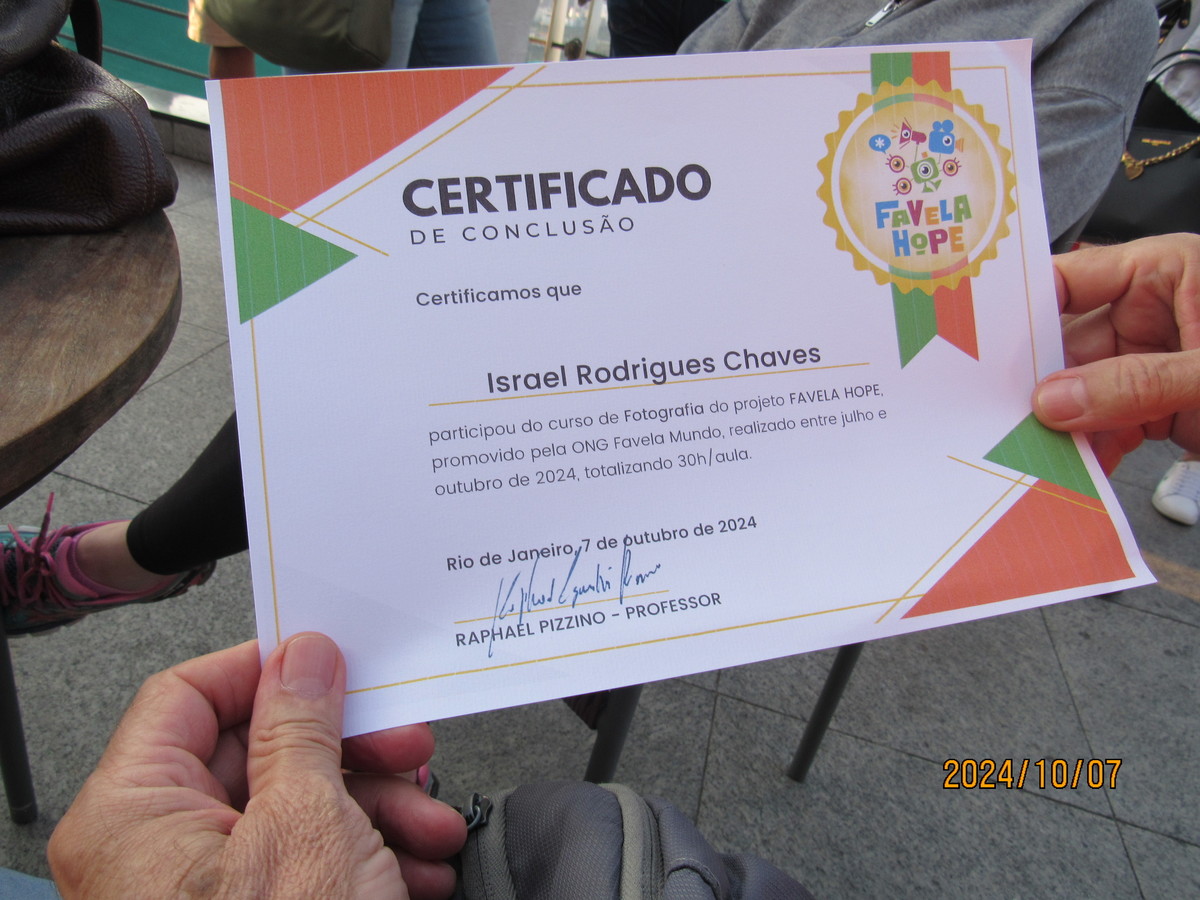 CERTIFICADO
DE CONCLUSÃO
FAVELA
HOPE
Certificamos que
Israel Rodrigues Chaves
participou do curso de Fotografia do projeto FAVELA HOPE,
promovido pela ONG Favela Mundo, realizado entre julho e
outubro de 2024, totalizando 30h/aula.
Rio de Janeiro, 7 de outubro de 2024
RAPHAEL PIZZINO - PROFESSOR
2024/10/07